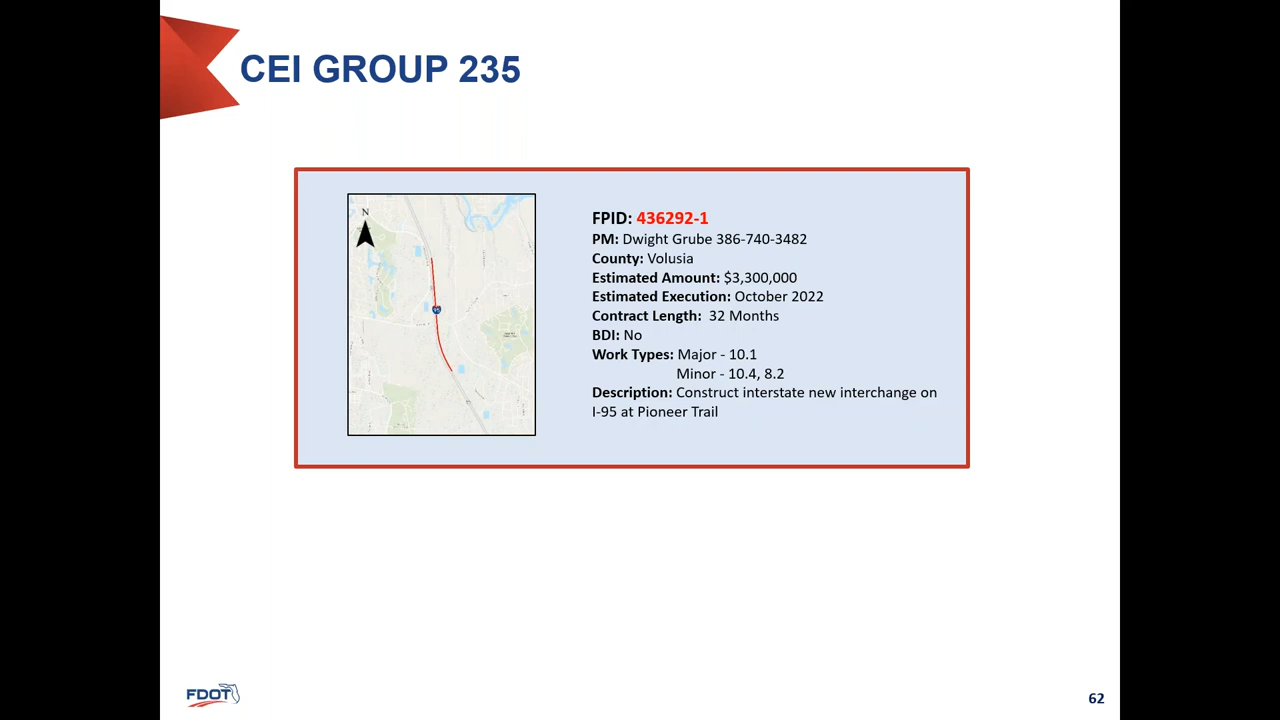 CEI GROUP 235
N
95
FPID: 436292-1
PM: Dwight Grube 386-740-3482
County: Volusia
Estimated Amount: $3,300,000
Estimated Execution: October 2022
Contract Length:  32 Months
BDI: No
Work Types: Major - 10.1
Minor - 10.4, 8.2
Description: Construct interstate new interchange on
I-95 at Pioneer Trail
FDOT
62